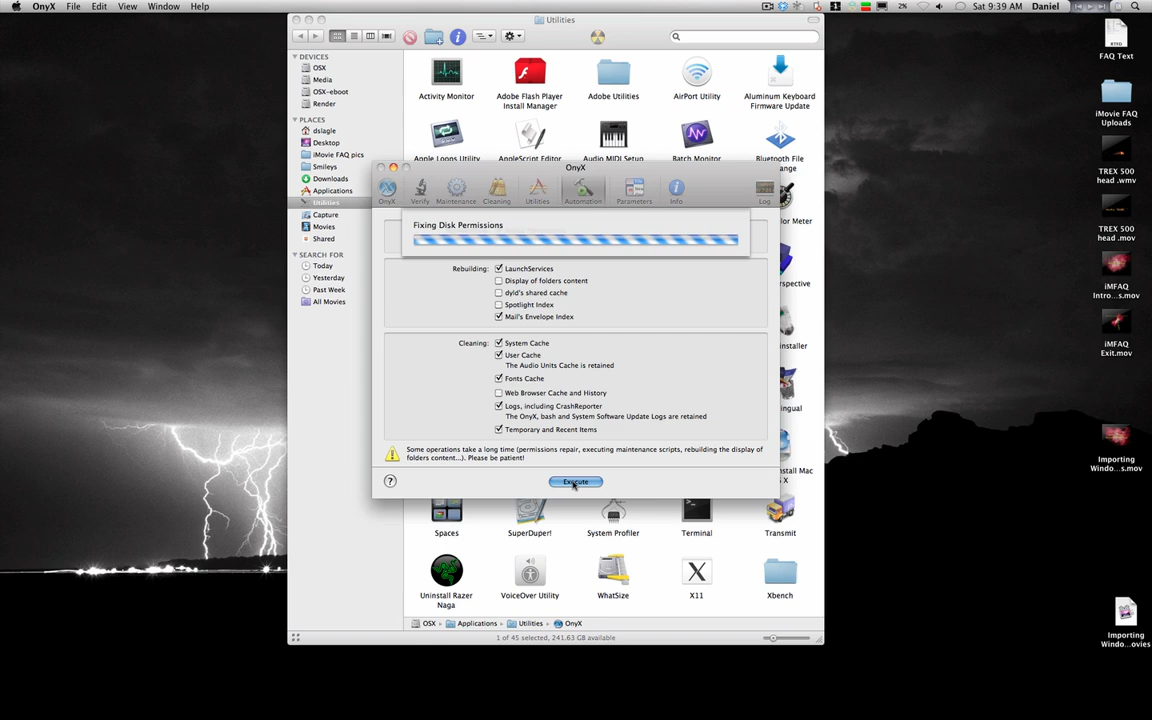 OnyX File Edit View Window Help
2% Sat 9:39 AM Daniel
Utilities
DEVICES
OSX
Media
OSX-eboot
Render
PLACES
dslagle
Desktop
iMovie FAQ pics
Smileys
Downloads
Applications
Utilities
Capture
Movies
Shared
SEARCH FOR
Today
Yesterday
Past Week
All Movies
Activity Monitor
Adobe Flash Player
Install Manager
Adobe Utilities
AirPort Utility
Aluminum Keyboard
Firmware Update
Apple Loops Utility
AppleScript Editor
Audio MIDI Setup
Batch Monitor
Bluetooth File
OnyX
OnyX Verify Maintenance Cleaning Utilities Automation Parameters Info Log
Fixing Disk Permissions
Rebuilding:
LaunchServices
Display of folders content
dyld's shared cache
Spotlight Index
Mail's Envelope Index
Cleaning:
System Cache
User Cache
The Audio Units Cache is retained
Fonts Cache
Web Browser Cache and History
Logs, including CrashReporter
The OnyX, bash and System Software Update Logs are retained
Temporary and Recent Items
Some operations take a long time (permissions repair, executing maintenance scripts, rebuilding the display of
folders content...). Please be patient!
?
Execute
Spaces
SuperDuper!
System Profiler
Terminal
Transmit
Uninstall Razer
Naga
VoiceOver Utility
WhatSize
X11
Xbench
OSX Applications Utilities OnyX
1 of 45 selected, 241.63 GB available
FAQ Text
iMovie FAQ
Uploads
TREX 500
head .wmv
TREX 500
head .mov
iMFAQ
Intro...s.mov
iMFAQ
Exit.mov
Importing
Windo...s.mov
Importing
Windo...ovies